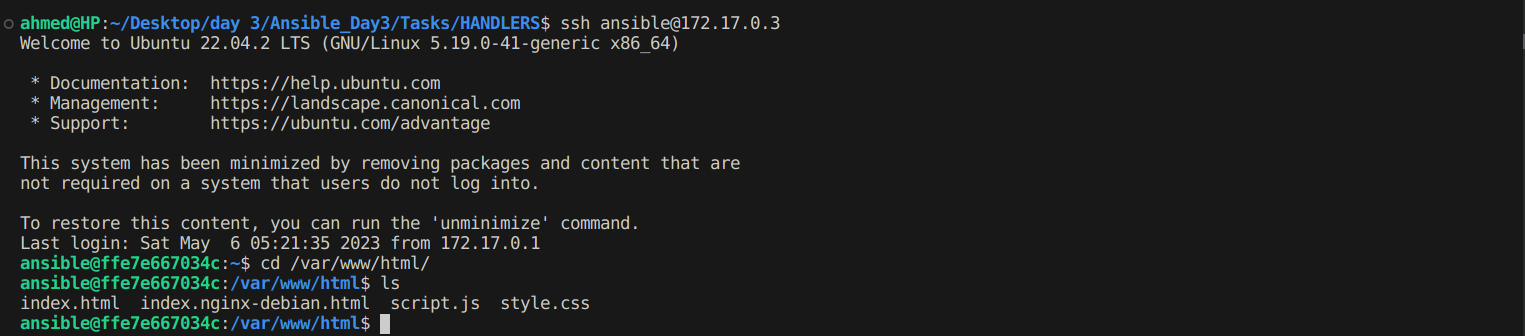 ahmed@HP:~/Desktop/day 3/Ansible_Day3/Tasks/HANDLERS$ ssh ansible@172.17.0.3
Welcome to Ubuntu 22.04.2 LTS (GNU/Linux 5.19.0-41-generic x86_64)

 * Documentation:  https://help.ubuntu.com
 * Management:     https://landscape.canonical.com
 * Support:        https://ubuntu.com/advantage

This system has been minimized by removing packages and content that are
not required on a system that users do not log into.

To restore this content, you can run the 'unminimize' command.
Last login: Sat May  6 05:21:35 2023 from 172.17.0.1
ansible@ffe7e667034c:~$ cd /var/www/html/
ansible@ffe7e667034c:/var/www/html$ ls
index.html  index.nginx-debian.html  script.js  style.css
ansible@ffe7e667034c:/var/www/html$